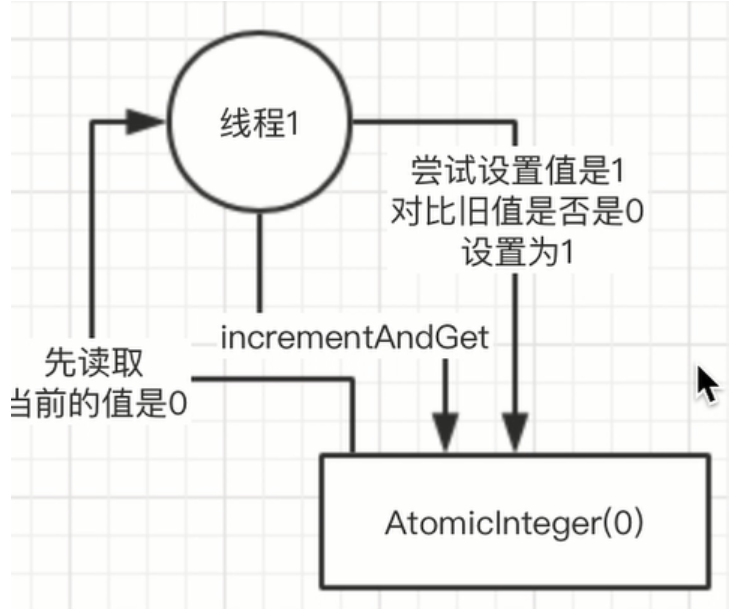 线程1
尝试设置值是1
对比旧值是否是0
设置为1
incrementAndGet
先读取
当前的值是0
AtomicInteger(0)